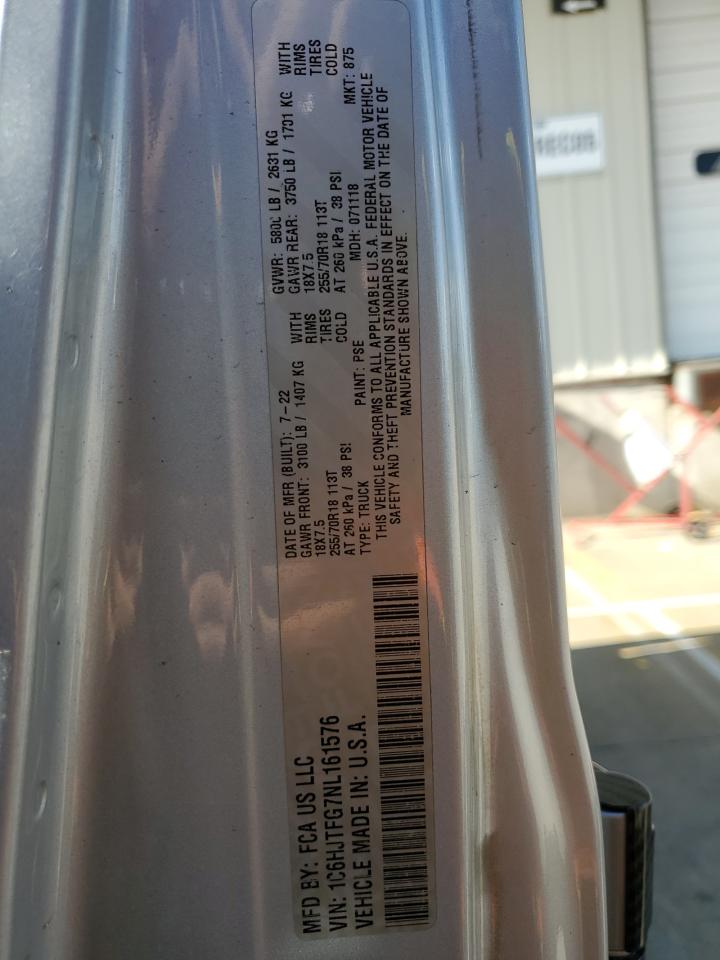 MFD BY: FCA US LLC
VIN: 1C6HJTFG7NL161576
VEHICLE MADE IN: U.S.A.
DATE OF MFR (BUILT): 7-22 GVWR: 5800 LB / 2631 KG
GAWR FRONT: 3100 LB / 1407 KG WITH GAWR REAR: 3750 LB / 1701 KG WITH
18X7.5 RIMS 18X7.5 RIMS
255/70R18 113T TIRES 255/70R18 113T TIRES
AT 260 kPa / 38 PSI COLD AT 260 kPa / 38 PSI COLD
TYPE: TRUCK PAINT: PSE MDH: 071118 MKT: 875
THIS VEHICLE CONFORMS TO ALL APPLICABLE U.S.A. FEDERAL MOTOR VEHICLE
SAFETY AND THEFT PREVENTION STANDARDS IN EFFECT ON THE DATE OF
MANUFACTURE SHOWN ABOVE.